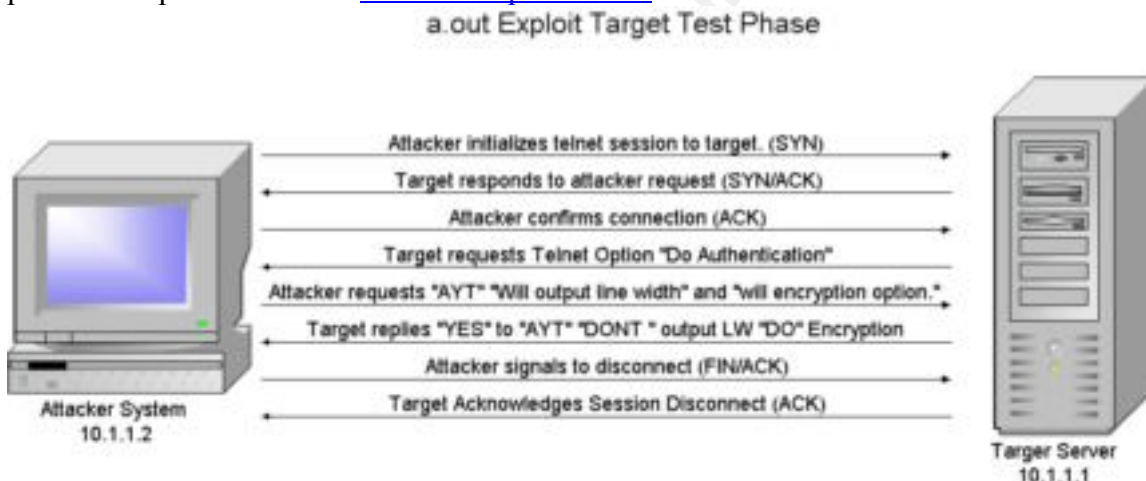 a.out Exploit Target Test Phase
Attacker initializes telnet session to target. (SYN)
Target responds to attacker request (SYN/ACK)
Attacker confirms connection (ACK)
Target requests Telnet Option "Do Authentication"
Attacker requests "AYT" "Will output line width" and "will encryption option."
Target replies "YES" to "AYT" "DONT " output LW "DO" Encryption
Attacker signals to disconnect (FIN/ACK)
Target Acknowledges Session Disconnect (ACK)
Attacker System
10.1.1.2
Targer Server
10.1.1.1